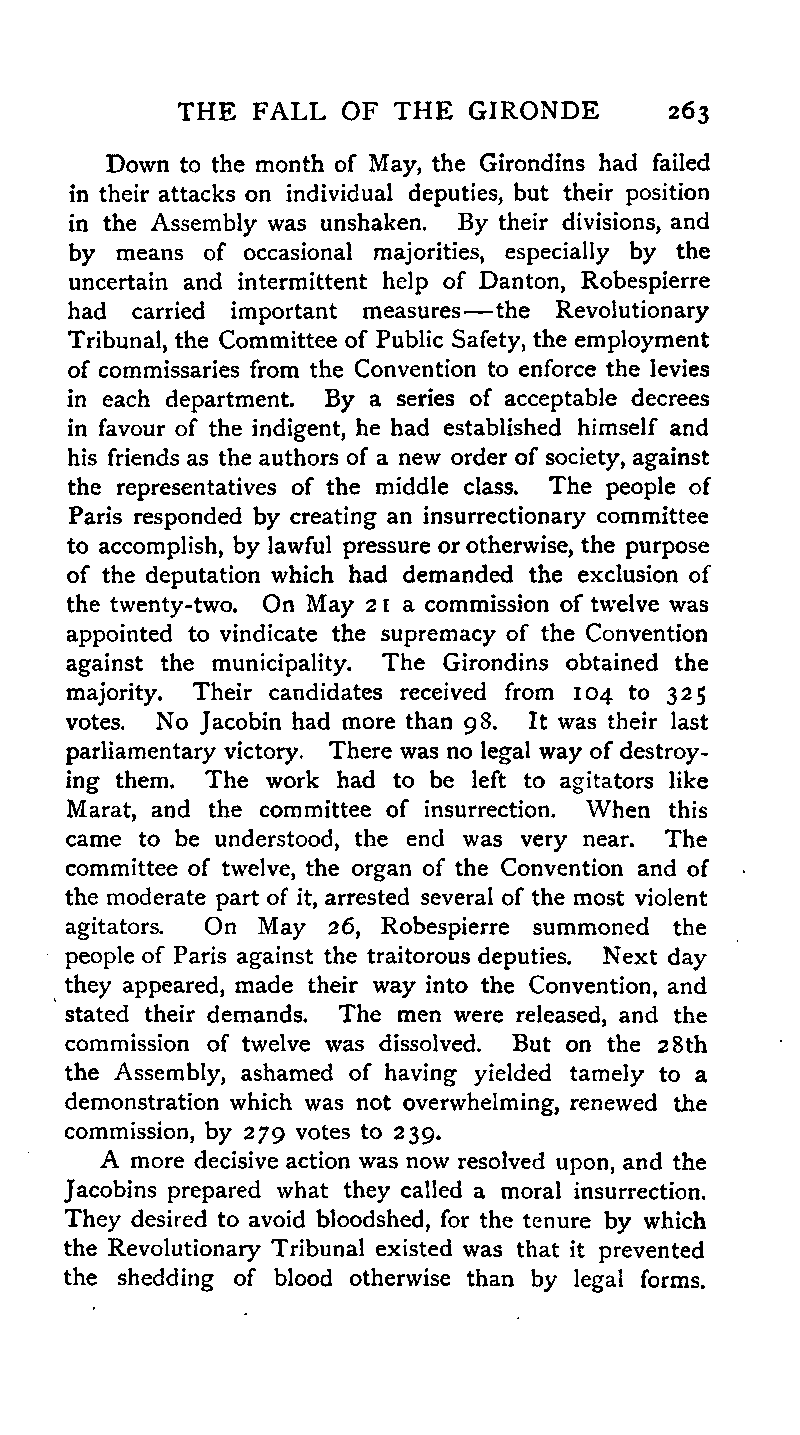 THE FALL OF THE GIRONDE 263
Down to the month of May, the Girondins had failed
in their attacks on individual deputies, but their position
in the Assembly was unshaken. By their divisions, and
by means of occasional majorities, especially by the
uncertain and intermittent help of Danton, Robespierre
had carried important measures—the Revolutionary
Tribunal, the Committee of Public Safety, the employment
of commissaries from the Convention to enforce the levies
in each department. By a series of acceptable decrees
in favour of the indigent, he had established himself and
his friends as the authors of a new order of society, against
the representatives of the middle class. The people of
Paris responded by creating an insurrectionary committee
to accomplish, by lawful pressure or otherwise, the purpose
of the deputation which had demanded the exclusion of
the twenty-two. On May 21 a commission of twelve was
appointed to vindicate the supremacy of the Convention
against the municipality. The Girondins obtained the
majority. Their candidates received from 104 to 325
votes. No Jacobin had more than 98. It was their last
parliamentary victory. There was no legal way of destroy-
ing them. The work had to be left to agitators like
Marat, and the committee of insurrection. When this
came to be understood, the end was very near. The
committee of twelve, the organ of the Convention and of
the moderate part of it, arrested several of the most violent
agitators. On May 26, Robespierre summoned the
people of Paris against the traitorous deputies. Next day
they appeared, made their way into the Convention, and
stated their demands. The men were released, and the
commission of twelve was dissolved. But on the 28th
the Assembly, ashamed of having yielded tamely to a
demonstration which was not overwhelming, renewed the
commission, by 279 votes to 239.
A more decisive action was now resolved upon, and the
Jacobins prepared what they called a moral insurrection.
They desired to avoid bloodshed, for the tenure by which
the Revolutionary Tribunal existed was that it prevented
the shedding of blood otherwise than by legal forms.